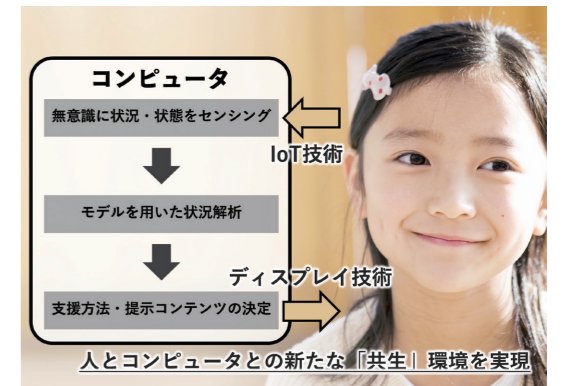 コンピュータ
無意識に状況・状態をセンシング
IoT技術
モデルを用いた状況解析
ディスプレイ技術
支援方法・提示コンテンツの決定
人とコンピュータとの新たな「共生」環境を実現